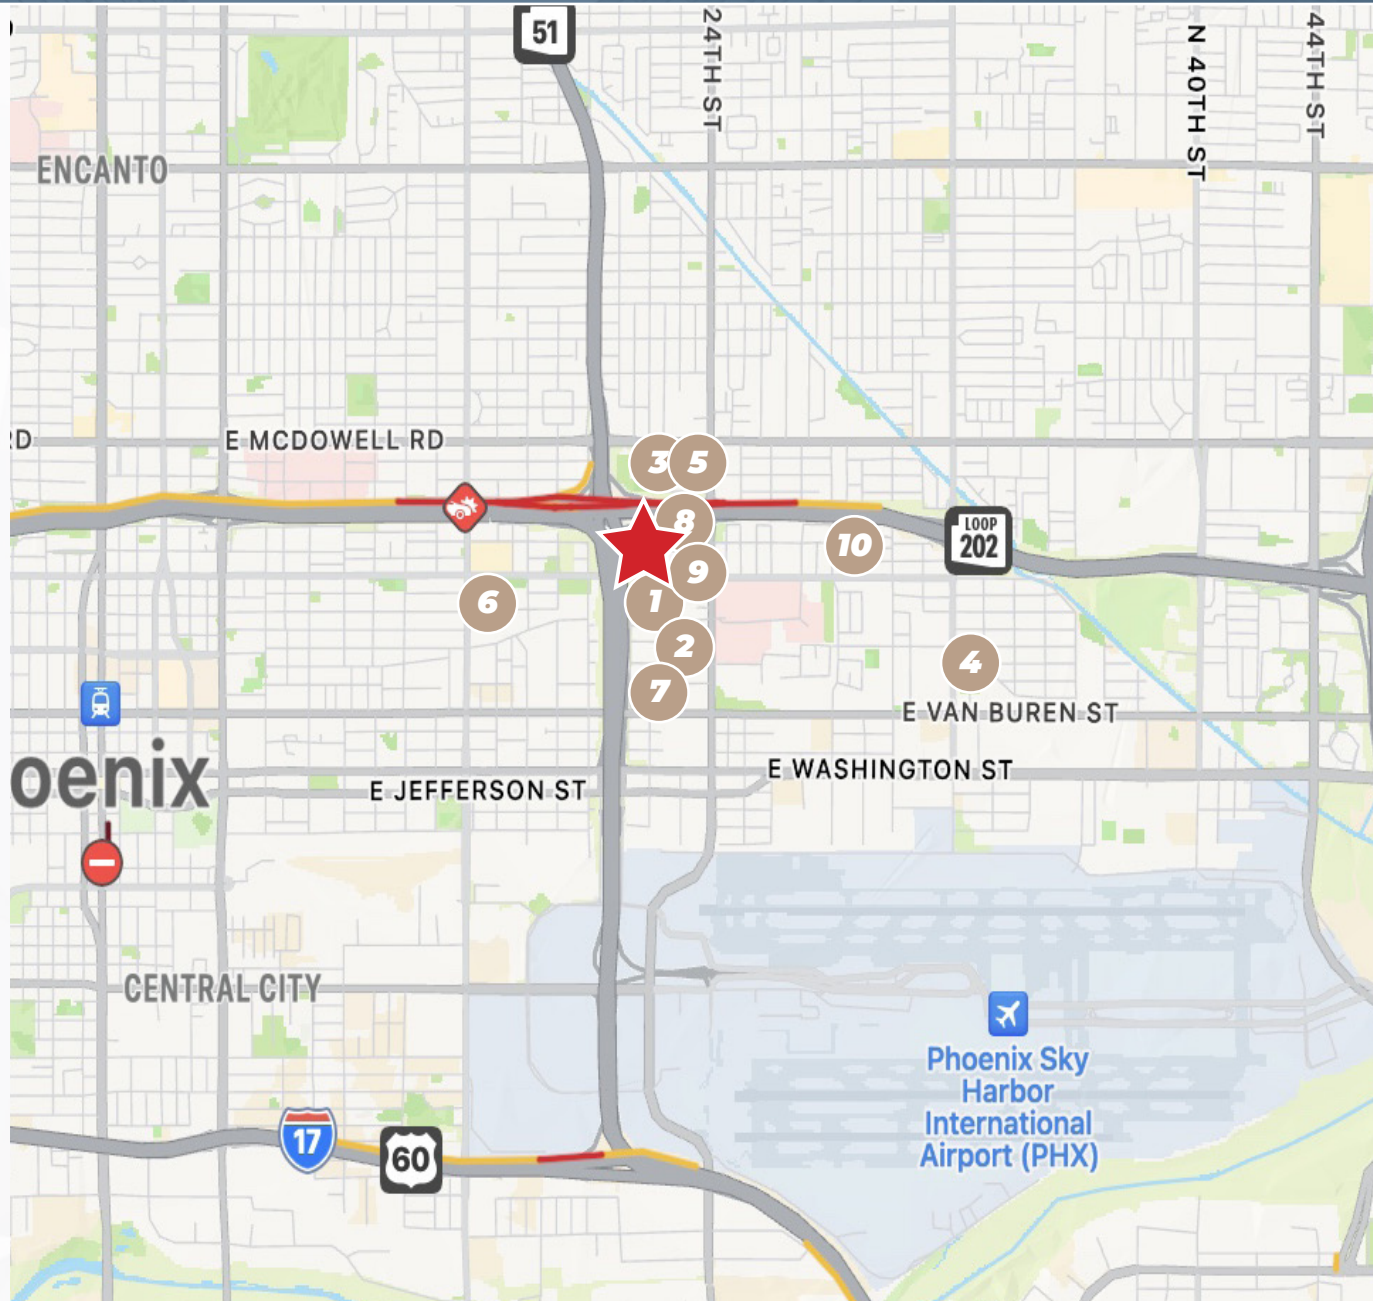 51
24TH ST
N 40TH ST
44TH ST
ENCANTO
RD
E MCDOWELL RD
3
5
8
LOOP
202
10
9
6
1
2
4
7
E VAN BUREN ST
oenix
E WASHINGTON ST
E JEFFERSON ST
CENTRAL CITY
Phoenix Sky
Harbor
International
Airport (PHX)
17
60